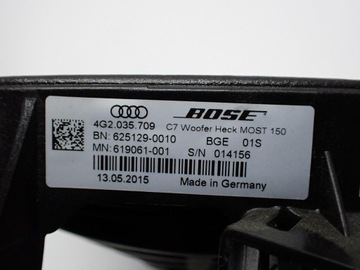 BOSE
4G2.035.709 C7 Woofer Heck MOST 150
BN: 625129-0010 BGE 01S
MN: 619061-001 S/N 014156
13.05.2015 Made in Germany